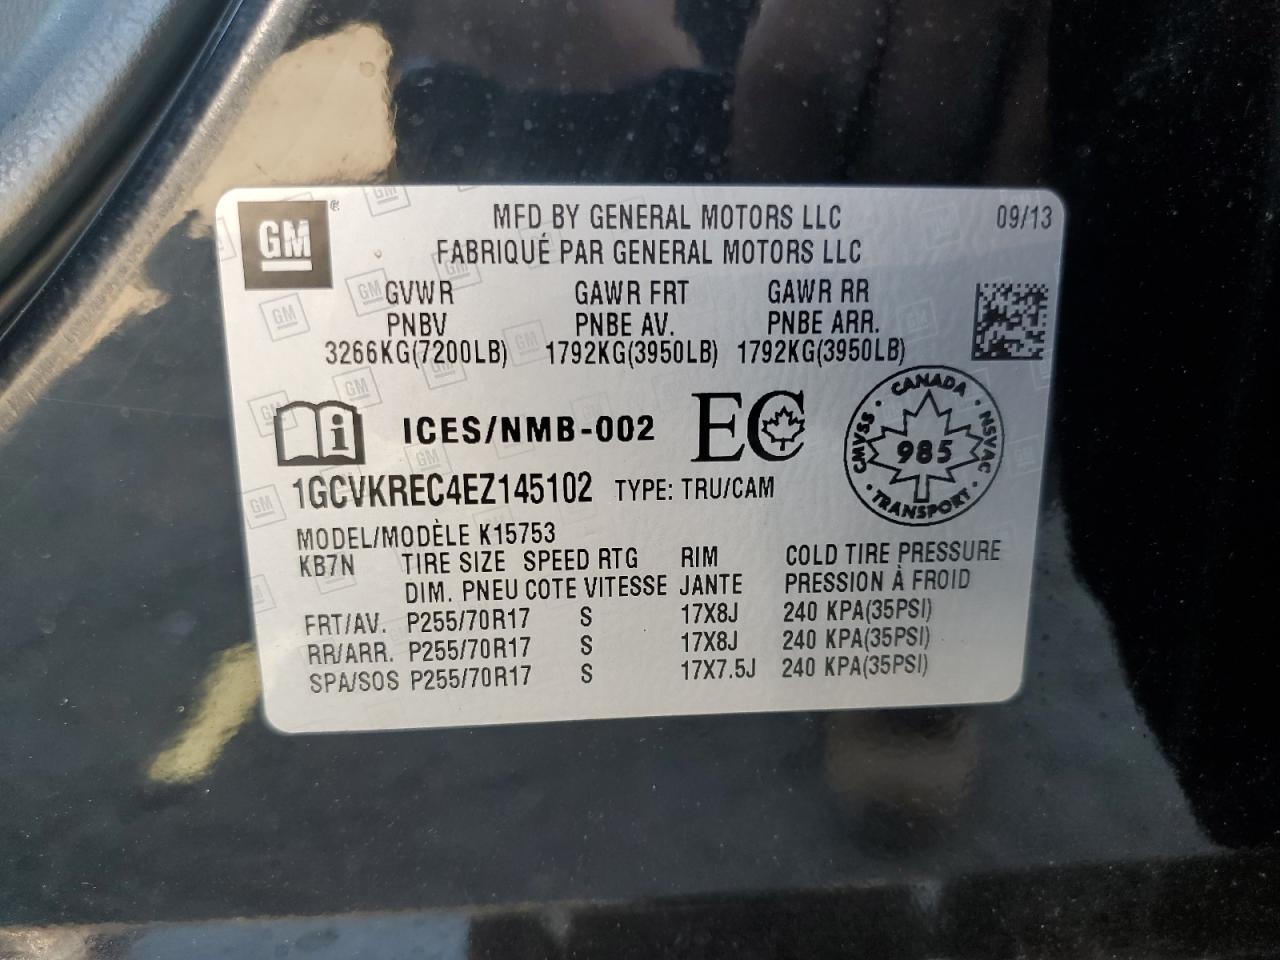 GM ®
MFD BY GENERAL MOTORS LLC 09/13
FABRIQUÉ PAR GENERAL MOTORS LLC
GVWR GAWR FRT GAWR RR
PNBV PNBE AV. PNBE ARR.
3266KG(7200LB) 1792KG(3950LB) 1792KG(3950LB)
ICES/NMB-002 EC
CANADA
CMVSS 985 NSVAC
TRANSPORT
1GCVKREC4EZ145102 TYPE: TRU/CAM
MODEL/MODÈLE K15753
KB7N TIRE SIZE SPEED RTG RIM COLD TIRE PRESSURE
DIM. PNEU COTE VITESSE JANTE PRESSION À FROID
FRT/AV. P255/70R17 S 17X8J 240 KPA(35PSI)
RR/ARR. P255/70R17 S 17X8J 240 KPA(35PSI)
SPA/SOS P255/70R17 S 17X7.5J 240 KPA(35PSI)